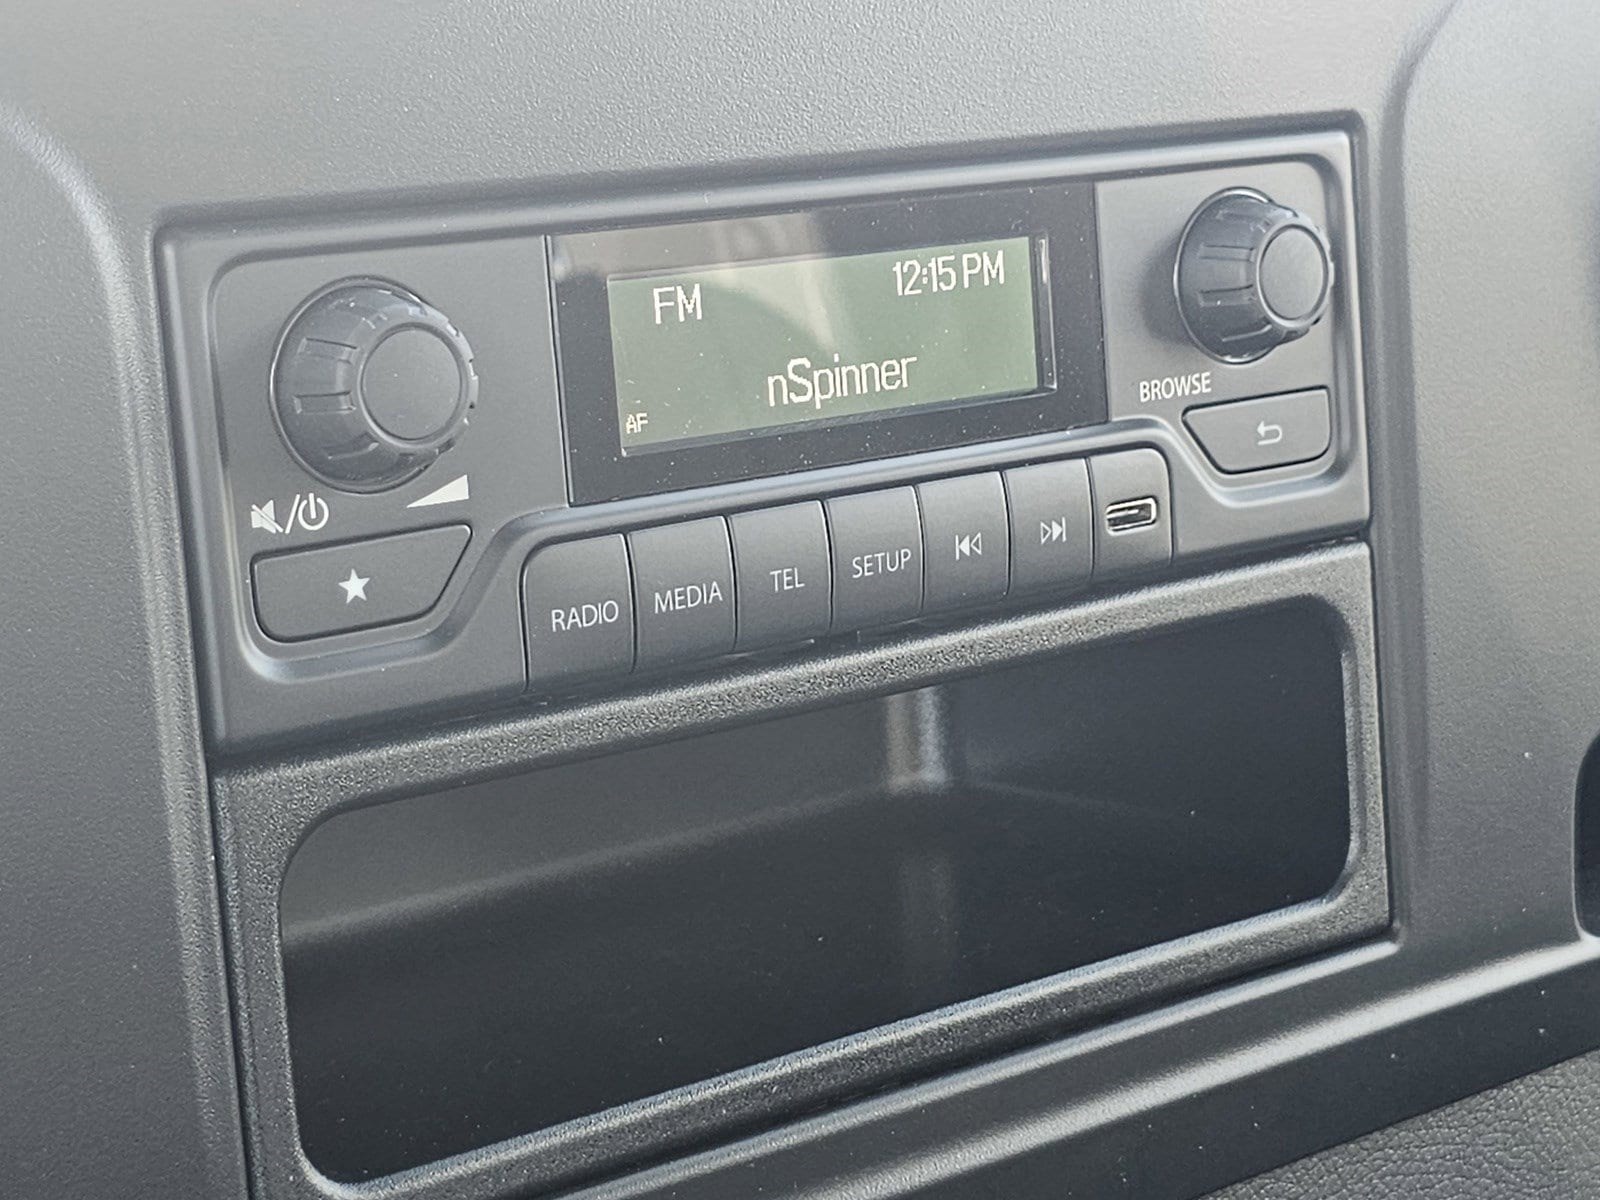 FM
12:15 PM
nSpinner
AF
BROWSE
RADIO
MEDIA
TEL
SETUP